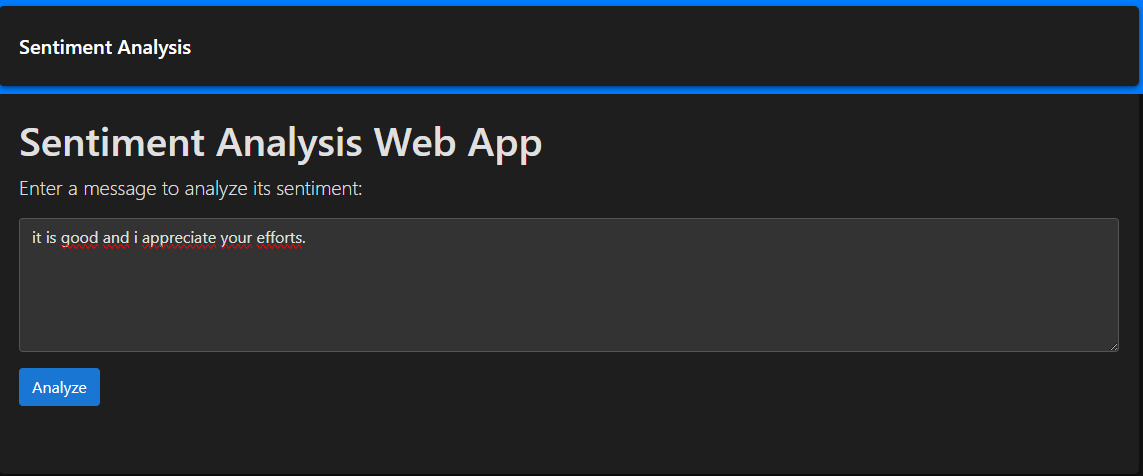 Sentiment Analysis
Sentiment Analysis Web App
Enter a message to analyze its sentiment:
it is good and i appreciate your efforts.
Analyze